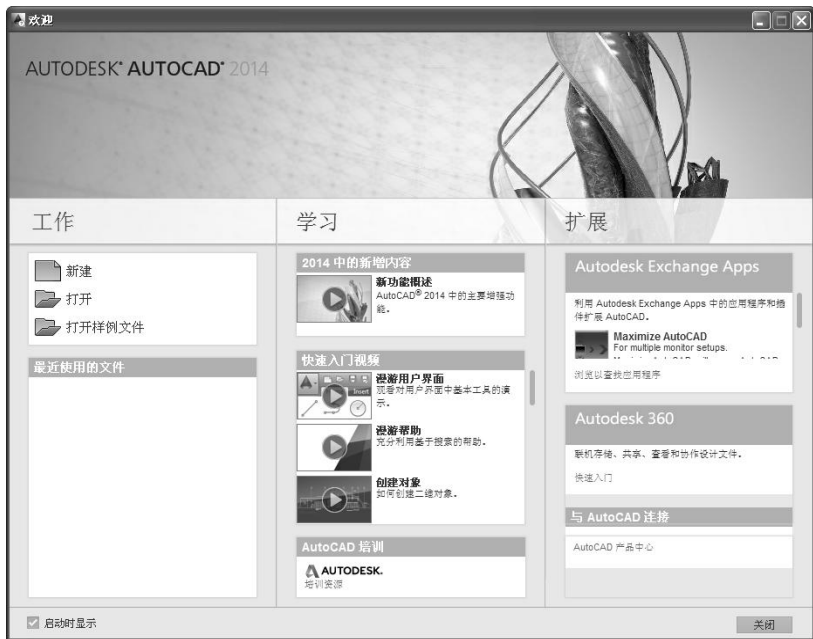 欢迎
AUTODESK® AUTOCAD® 2014
工作
新建
打开
打开样例文件
最近使用的文件
学习
2014 中的新增内容
新功能概述
AutoCAD® 2014 中的主要增强功
能。
快速入门视频
漫游用户界面
观看对用户界面中基本工具的演
示。
Insert
漫游帮助
充分利用基于搜索的帮助。
创建对象
如何创建二维对象。
AutoCAD 培训
AUTODESK.
培训资源
扩展
Autodesk Exchange Apps
利用 Autodesk Exchange Apps 中的应用程序和插
件扩展 AutoCAD。
Maximize AutoCAD
For multiple monitor setups.
浏览以查找应用程序
Autodesk 360
联机存储、共享、查看和协作设计文件。
快速入门
与 AutoCAD 连接
AutoCAD 产品中心
启动时显示
关闭